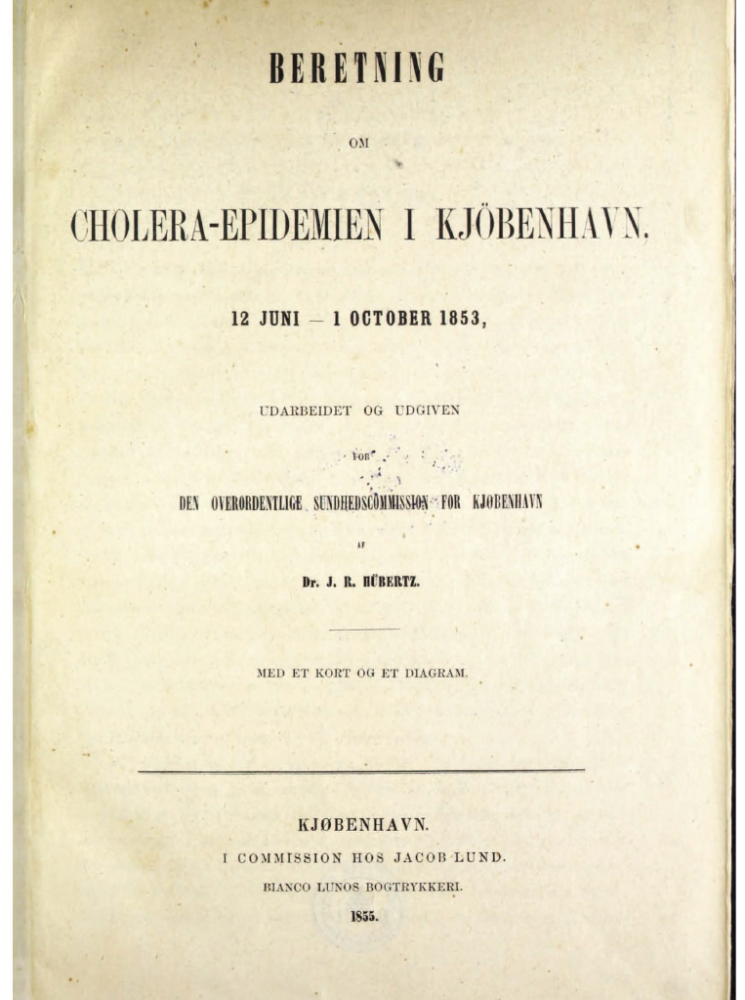 BERETNING
OM
CHOLERA-EPIDEMIEN I KJÖBENHAVN.
12 JUNI — 1 OCTOBER 1853,
UDARBEIDET OG UDGIVEN
FOR
DEN OVERORDENTLIGE SUNDHEDSCOMMISSION FOR KJØBENHAVN
AF
Dr. J. R. HÜBERTZ.
MED ET KORT OG ET DIAGRAM.
KJØBENHAVN.
I COMMISSION HOS JACOB LUND.
BIANCO LUNOS BOGTRYKKERI.
1855.